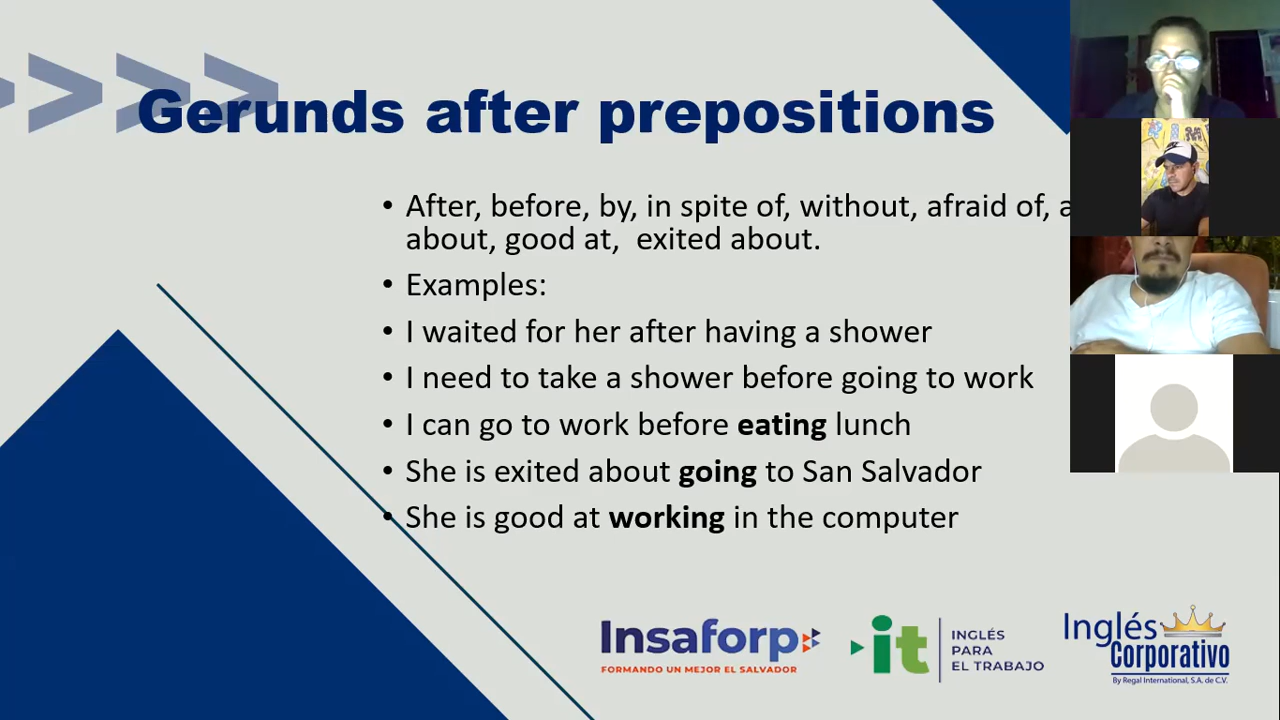 Gerunds after prepositions
• After, before, by, in spite of, without, afraid of,
about, good at, exited about.
• Examples:
• I waited for her after having a shower
• I need to take a shower before going to work
• I can go to work before eating lunch
• She is exited about going to San Salvador
• She is good at working in the computer
Insaforp
FORMANDO UN MEJOR EL SALVADOR
it
INGLÉS
PARA
EL TRABAJO
Inglés
Corporativo
By Regal International, S.A. de C.V.